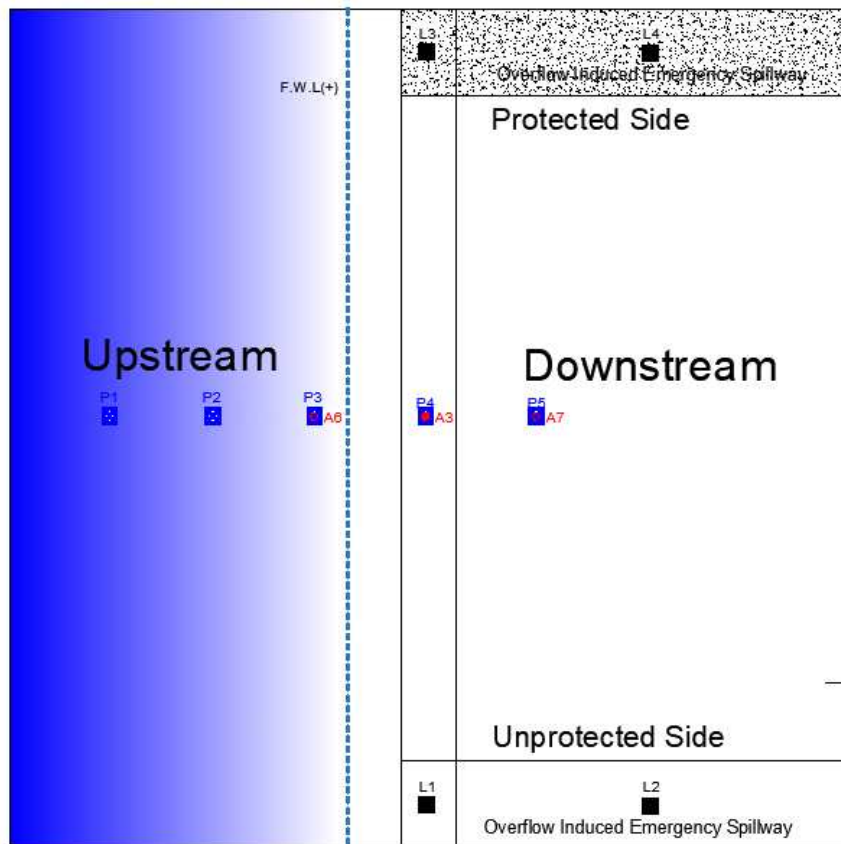 L3 L4
Overflow Induced Emergency Spillway
F.W.L(+)
Protected Side
Upstream Downstream
P1 P2 P3 P4 P5
A6 A3 A7
Unprotected Side
L1 L2
Overflow Induced Emergency Spillway